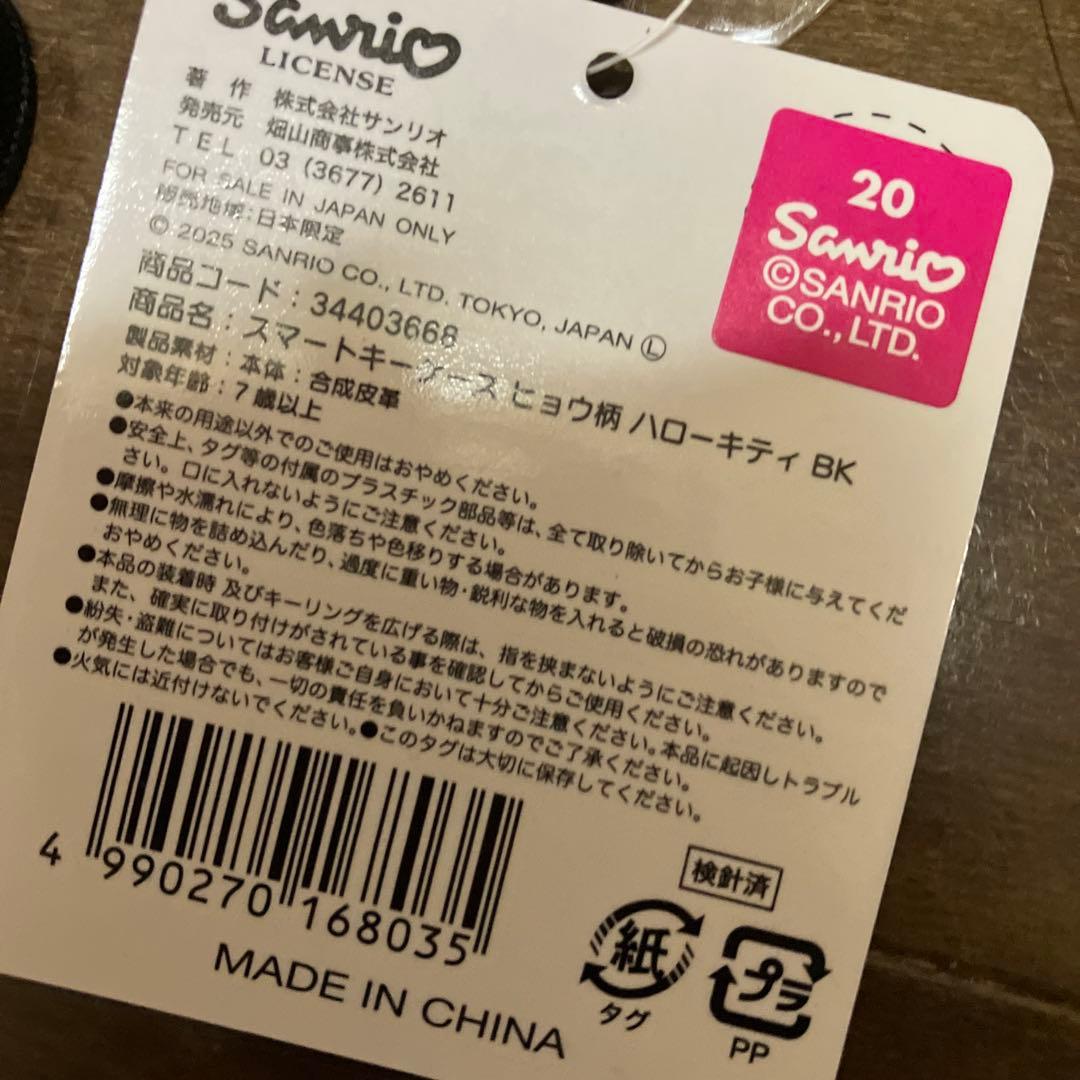 Sanrio
LICENSE
著 作 株式会社サンリオ
発売元 畑山商事株式会社
TEL 03 (3677) 2611
FOR SALE IN JAPAN ONLY
販売地域:日本限定
© 2025 SANRIO CO., LTD. TOKYO, JAPAN Ⓛ
商品コード:34403668
商品名:スマートキーケース ヒョウ柄 ハローキティ BK
製品素材:本体:合成皮革
対象年齢:7歳以上
●本来の用途以外でのご使用はおやめください。
●安全上、タグ等の付属のプラスチック部品等は、全て取り除いてからお子様に与えてくだ
さい。口に入れないようにご注意ください。
●摩擦や水濡れにより、色落ちや色移りする場合があります。
●無理に物を詰め込んだり、過度に重い物・鋭利な物を入れると破損の恐れがありますので
おやめください。
●本品の装着時 及びキーリングを広げる際は、指を挟まないようにご注意ください。
また、確実に取り付けがされている事を確認してからご使用ください。
●紛失・盗難についてはお客様ご自身において十分ご注意ください。本品に起因しトラブル
が発生した場合でも、一切の責任を負いかねますのでご了承ください。
●火気には近付けないでください。●このタグは大切に保存してください。
4 990270 168035
MADE IN CHINA
検針済
紙
タグ
プラ
PP
20
Sanrio
©SANRIO
CO., LTD.